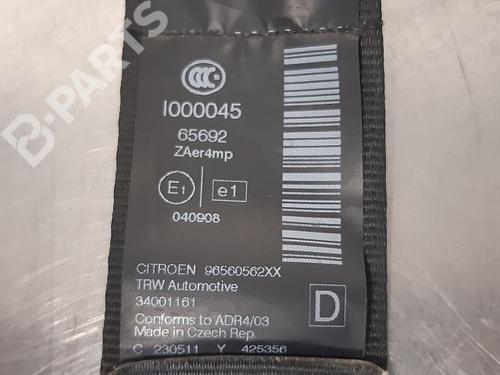 B-PARTS
CCC
I000045
65692
ZAer4mp
E1 e1
040908
CITROEN 96560562XX
TRW Automotive
34001161
D
Conforms to ADR4/03
Made in Czech Rep.
C 230511 Y 425356